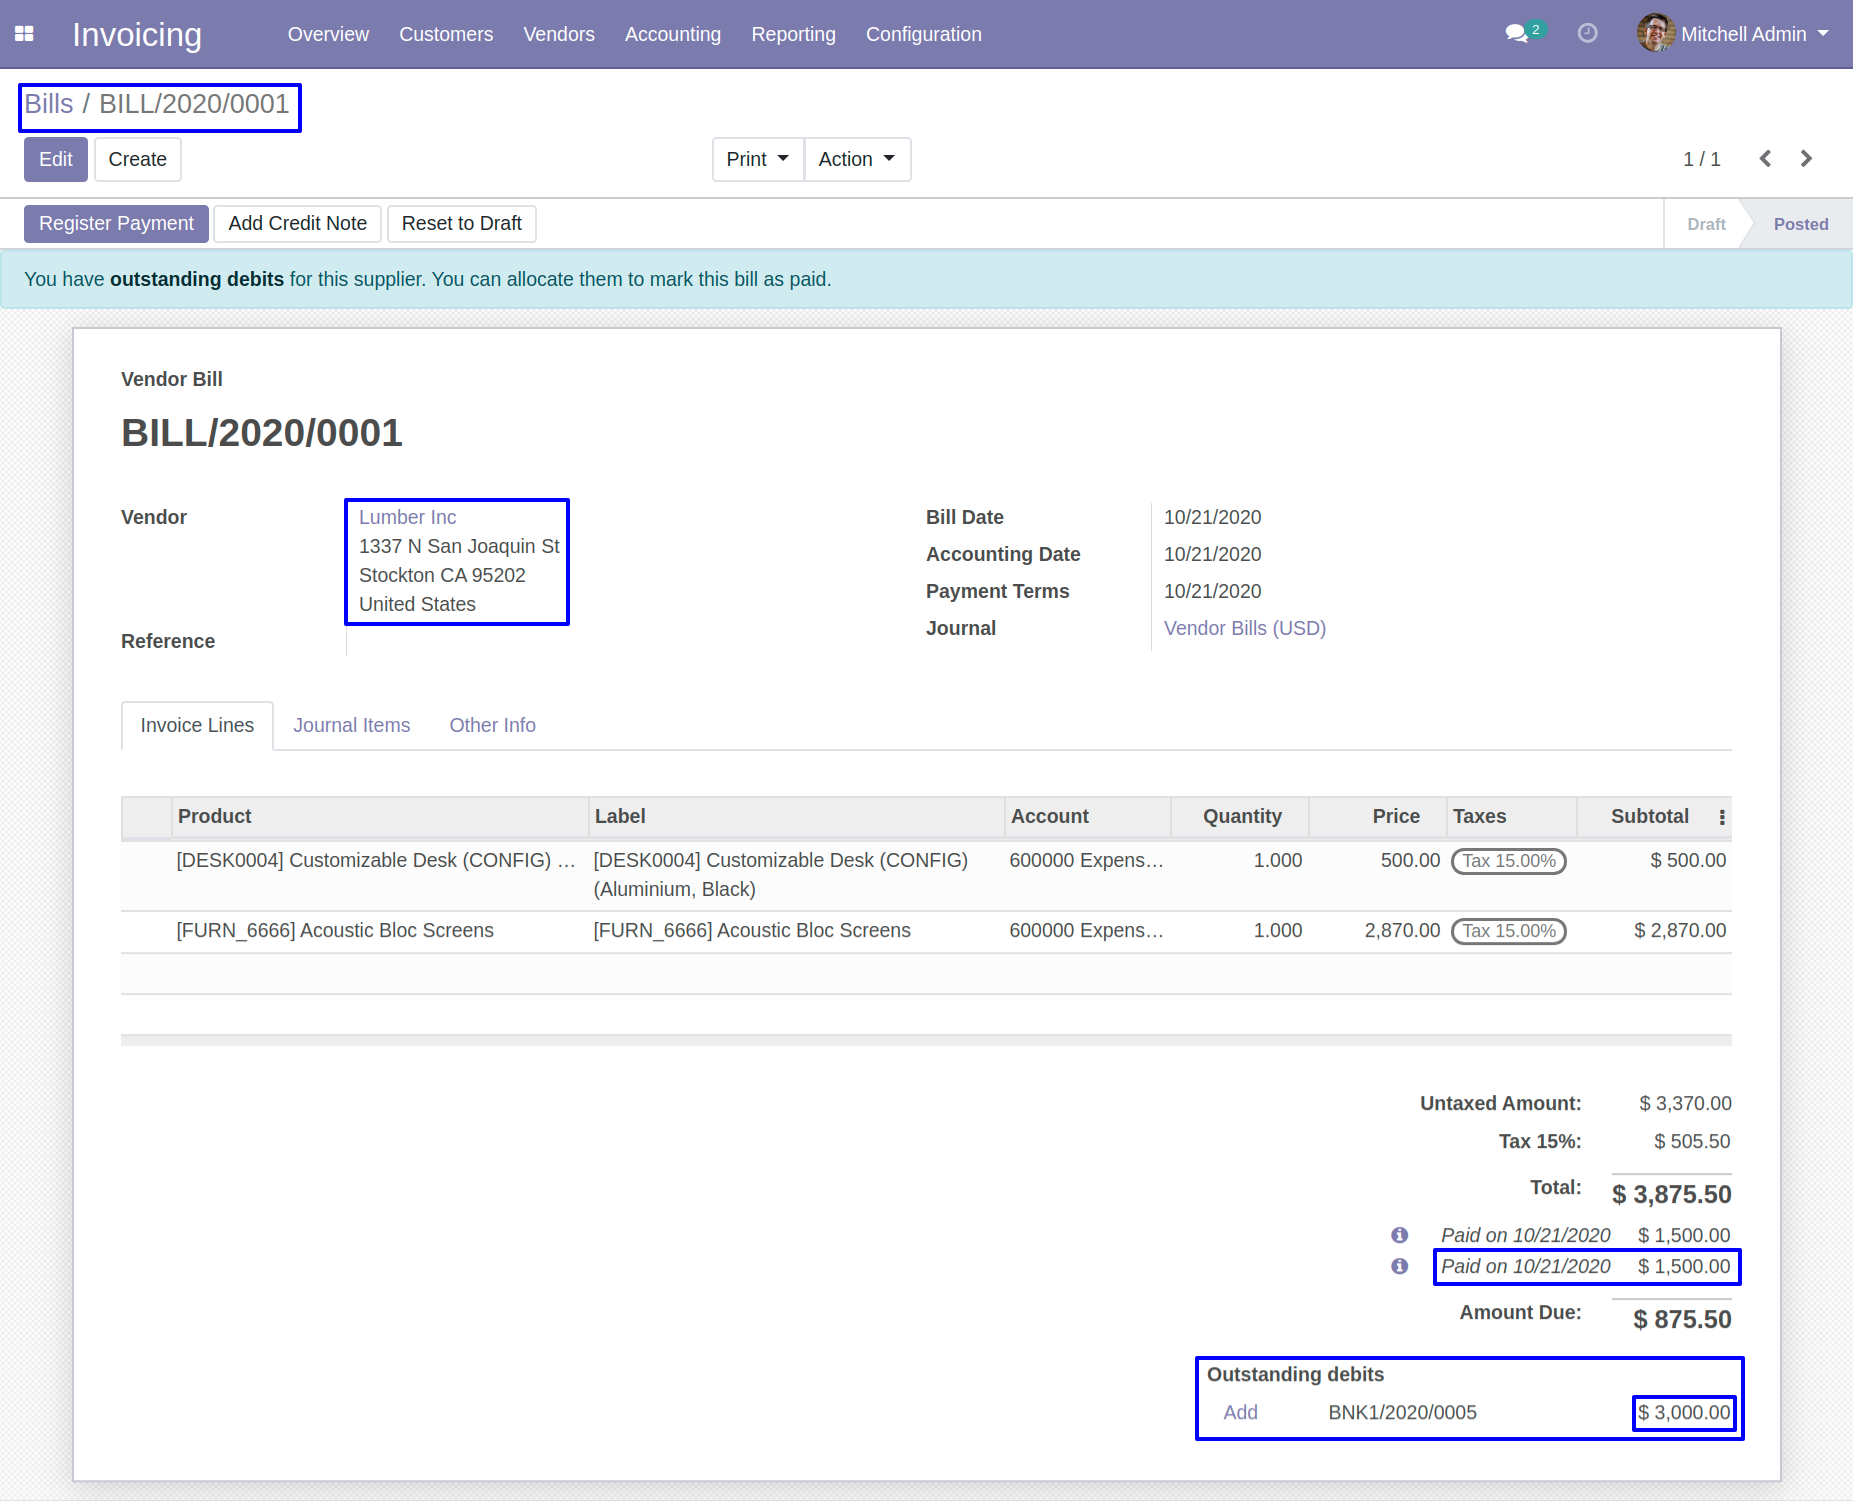 Invoicing Overview Customers Vendors Accounting Reporting Configuration 2 Mitchell Admin
Bills / BILL/2020/0001
Edit Create Print Action 1 / 1
Register Payment Add Credit Note Reset to Draft Draft Posted
You have outstanding debits for this supplier. You can allocate them to mark this bill as paid.
Vendor Bill
BILL/2020/0001
Vendor Lumber Inc Bill Date 10/21/2020
1337 N San Joaquin St Accounting Date 10/21/2020
Stockton CA 95202 Payment Terms 10/21/2020
United States Journal Vendor Bills (USD)
Reference
Invoice Lines Journal Items Other Info
Product Label Account Quantity Price Taxes Subtotal
[DESK0004] Customizable Desk (CONFIG) … [DESK0004] Customizable Desk (CONFIG) 600000 Expens… 1.000 500.00 Tax 15.00% $ 500.00
(Aluminium, Black)
[FURN_6666] Acoustic Bloc Screens [FURN_6666] Acoustic Bloc Screens 600000 Expens… 1.000 2,870.00 Tax 15.00% $ 2,870.00
Untaxed Amount: $ 3,370.00
Tax 15%: $ 505.50
Total: $ 3,875.50
Paid on 10/21/2020 $ 1,500.00
Paid on 10/21/2020 $ 1,500.00
Amount Due: $ 875.50
Outstanding debits
Add BNK1/2020/0005 $ 3,000.00